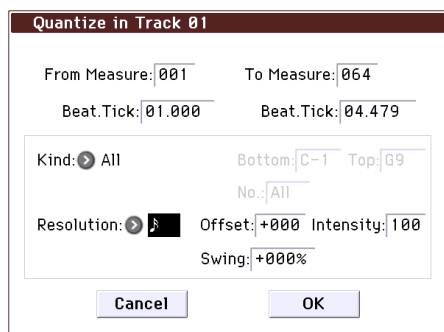 Quantize in Track 01
From Measure: 001 To Measure: 064
Beat.Tick: 01.000 Beat.Tick: 04.479
Kind: All Bottom: C-1 Top: G9
No.: All
Resolution: Offset: +000 Intensity: 100
Swing: +000%
Cancel OK